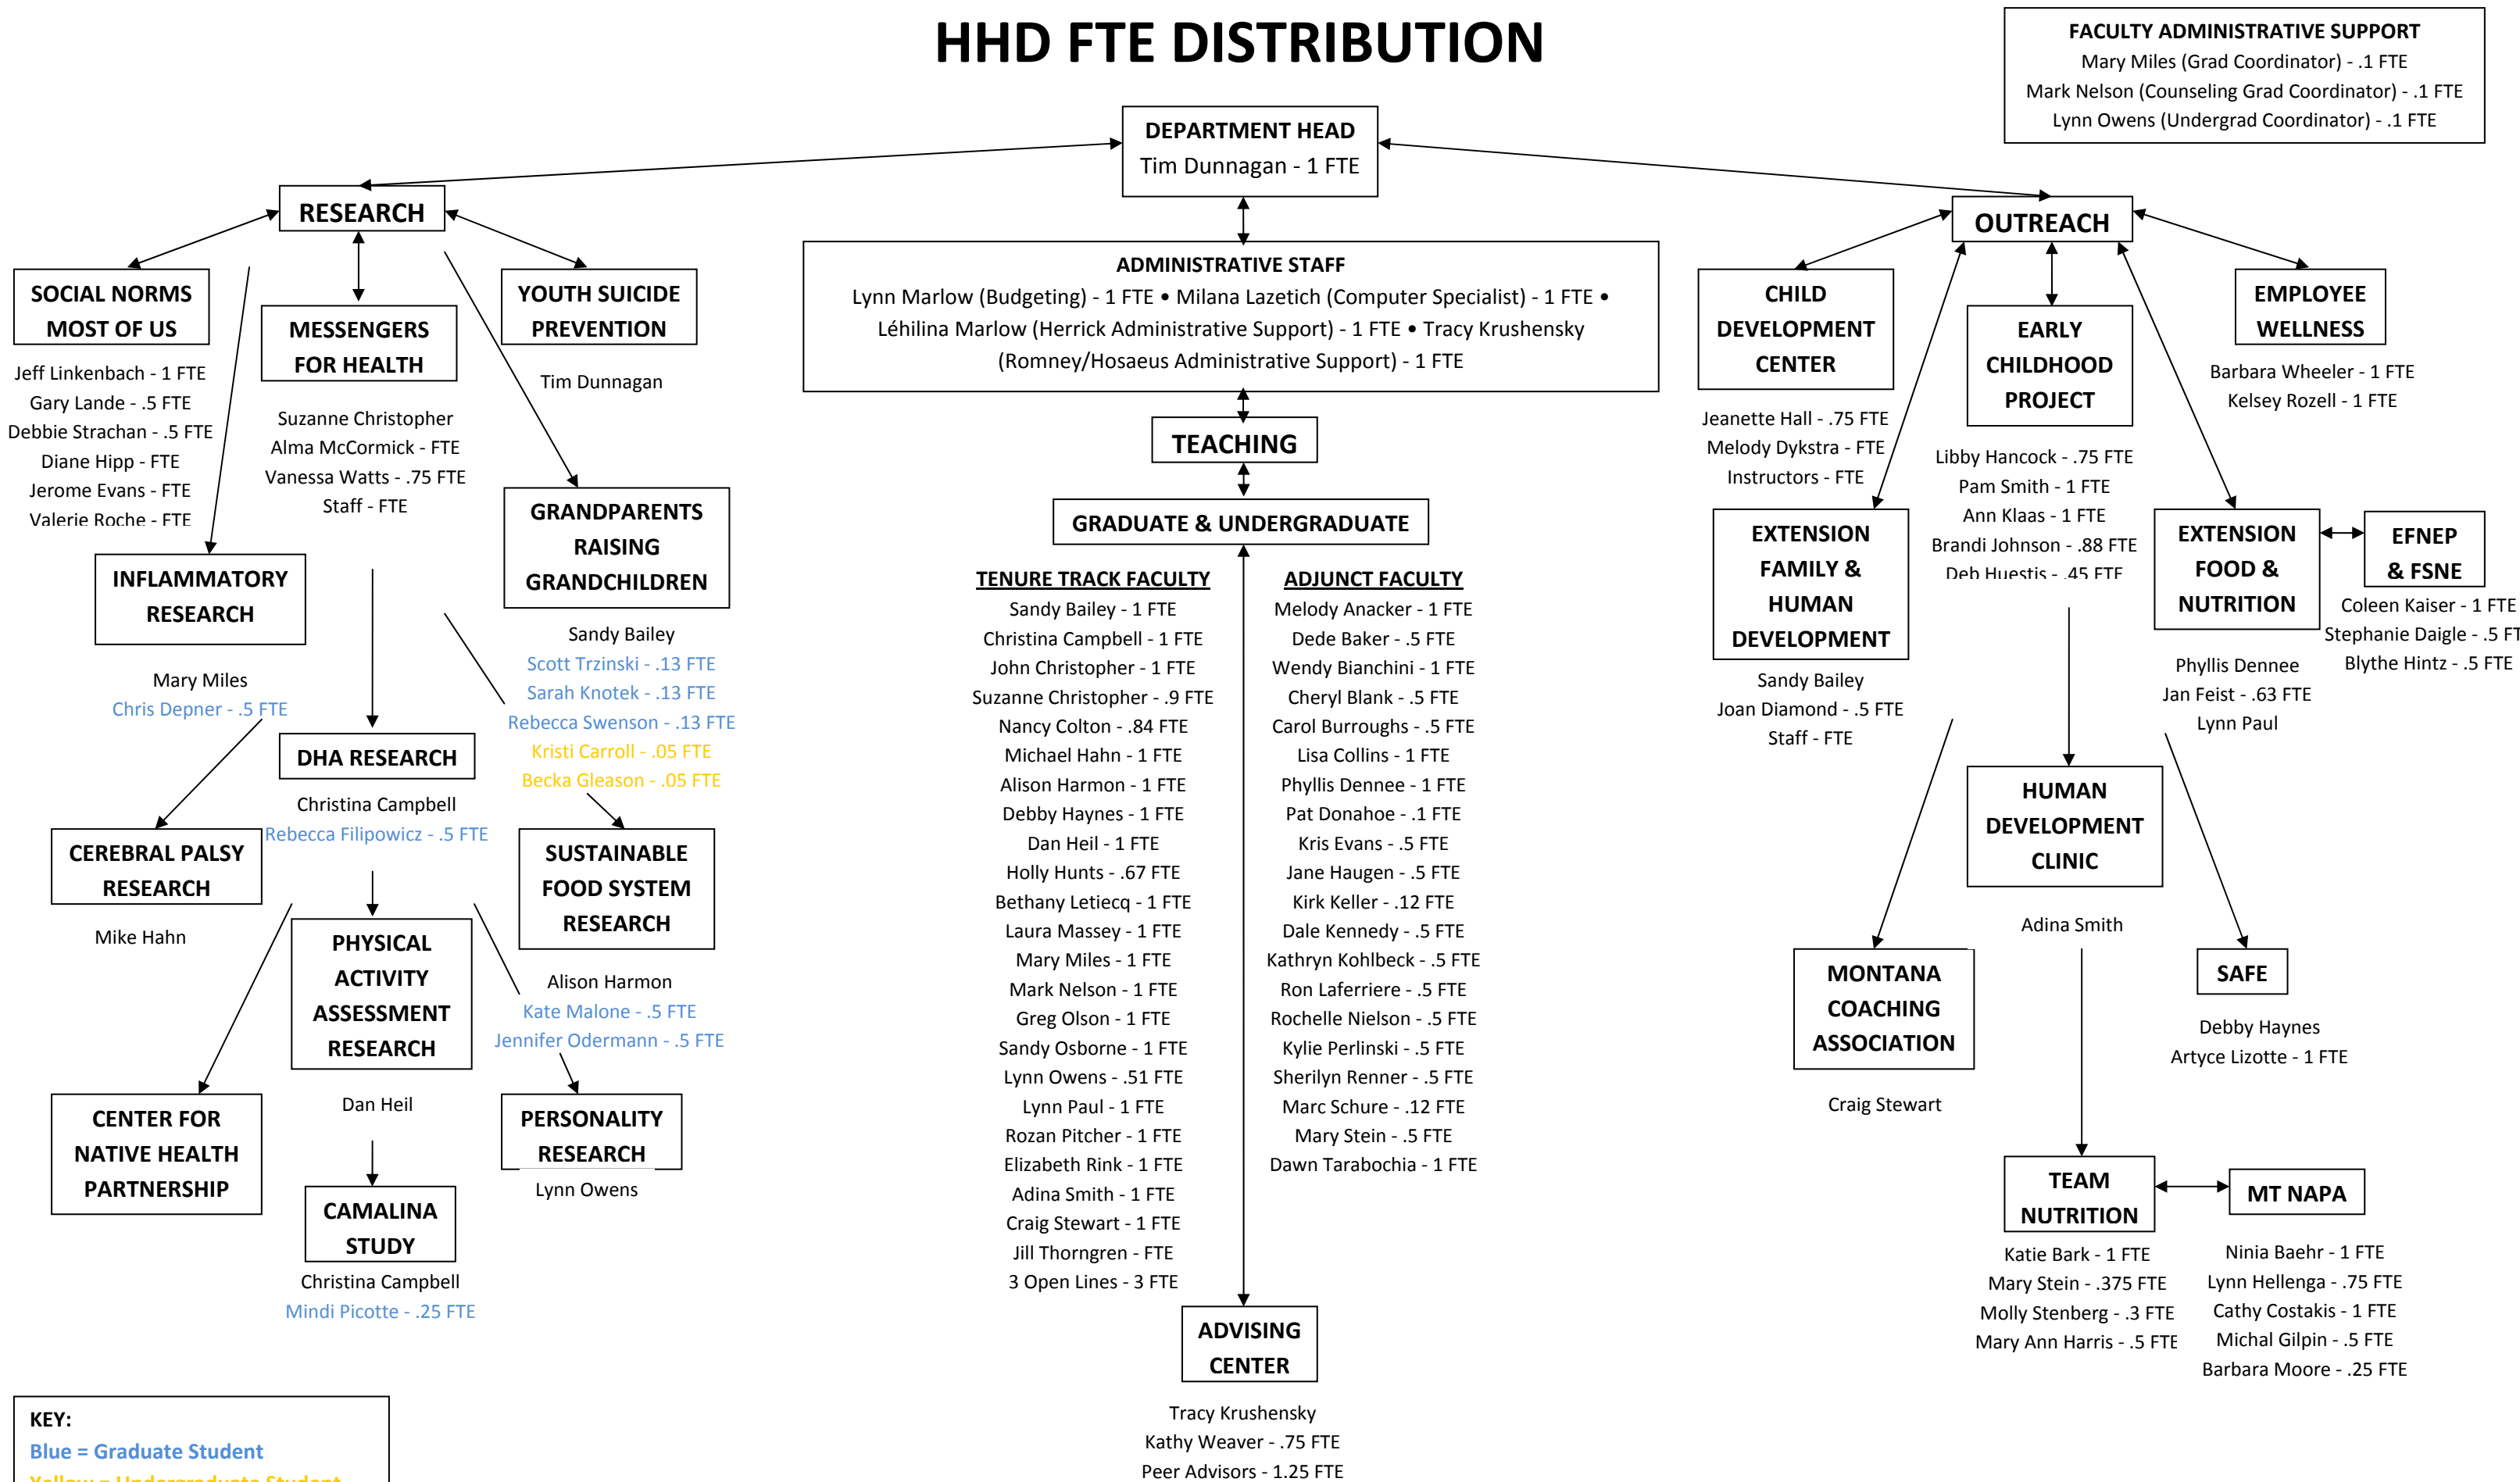 HHD FTE DISTRIBUTION
FACULTY ADMINISTRATIVE SUPPORT
Mary Miles (Grad Coordinator) - .1 FTE
Mark Nelson (Counseling Grad Coordinator) - .1 FTE
Lynn Owens (Undergrad Coordinator) - .1 FTE
DEPARTMENT HEAD
Tim Dunnagan - 1 FTE
RESEARCH
SOCIAL NORMS
MOST OF US
Jeff Linkenbach - 1 FTE
Gary Lande - .5 FTE
Debbie Strachan - .5 FTE
Diane Hipp - FTE
Jerome Evans - FTE
Valerie Roche - FTE
MESSENGERS
FOR HEALTH
Suzanne Christopher
Alma McCormick - FTE
Vanessa Watts - .75 FTE
Staff - FTE
YOUTH SUICIDE
PREVENTION
Tim Dunnagan
INFLAMMATORY
RESEARCH
Mary Miles
Chris Depner - .5 FTE
GRANDPARENTS
RAISING
GRANDCHILDREN
Sandy Bailey
Scott Trzinski - .13 FTE
Sarah Knotek - .13 FTE
Rebecca Swenson - .13 FTE
Kristi Carroll - .05 FTE
Becka Gleason - .05 FTE
DHA RESEARCH
Christina Campbell
Rebecca Filipowicz - .5 FTE
CEREBRAL PALSY
RESEARCH
Mike Hahn
SUSTAINABLE
FOOD SYSTEM
RESEARCH
Alison Harmon
Kate Malone - .5 FTE
Jennifer Odermann - .5 FTE
PHYSICAL
ACTIVITY
ASSESSMENT
RESEARCH
Dan Heil
CENTER FOR
NATIVE HEALTH
PARTNERSHIP
PERSONALITY
RESEARCH
Lynn Owens
CAMALINA
STUDY
Christina Campbell
Mindi Picotte - .25 FTE
ADMINISTRATIVE STAFF
Lynn Marlow (Budgeting) - 1 FTE • Milana Lazetich (Computer Specialist) - 1 FTE •
Léhilina Marlow (Herrick Administrative Support) - 1 FTE • Tracy Krushensky
(Romney/Hosaeus Administrative Support) - 1 FTE
TEACHING
GRADUATE & UNDERGRADUATE
TENURE TRACK FACULTY
Sandy Bailey - 1 FTE
Christina Campbell - 1 FTE
John Christopher - 1 FTE
Suzanne Christopher - .9 FTE
Nancy Colton - .84 FTE
Michael Hahn - 1 FTE
Alison Harmon - 1 FTE
Debby Haynes - 1 FTE
Dan Heil - 1 FTE
Holly Hunts - .67 FTE
Bethany Letiecq - 1 FTE
Laura Massey - 1 FTE
Mary Miles - 1 FTE
Mark Nelson - 1 FTE
Greg Olson - 1 FTE
Sandy Osborne - 1 FTE
Lynn Owens - .51 FTE
Lynn Paul - 1 FTE
Rozan Pitcher - 1 FTE
Elizabeth Rink - 1 FTE
Adina Smith - 1 FTE
Craig Stewart - 1 FTE
Jill Thorngren - FTE
3 Open Lines - 3 FTE
ADJUNCT FACULTY
Melody Anacker - 1 FTE
Dede Baker - .5 FTE
Wendy Bianchini - 1 FTE
Cheryl Blank - .5 FTE
Carol Burroughs - .5 FTE
Lisa Collins - 1 FTE
Phyllis Dennee - 1 FTE
Pat Donahoe - .1 FTE
Kris Evans - .5 FTE
Jane Haugen - .5 FTE
Kirk Keller - .12 FTE
Dale Kennedy - .5 FTE
Kathryn Kohlbeck - .5 FTE
Ron Laferriere - .5 FTE
Rochelle Nielson - .5 FTE
Kylie Perlinski - .5 FTE
Sherilyn Renner - .5 FTE
Marc Schure - .12 FTE
Mary Stein - .5 FTE
Dawn Tarabochia - 1 FTE
ADVISING
CENTER
Tracy Krushensky
Kathy Weaver - .75 FTE
Peer Advisors - 1.25 FTE
OUTREACH
CHILD
DEVELOPMENT
CENTER
Jeanette Hall - .75 FTE
Melody Dykstra - FTE
Instructors - FTE
EARLY
CHILDHOOD
PROJECT
Libby Hancock - .75 FTE
Pam Smith - 1 FTE
Ann Klaas - 1 FTE
Brandi Johnson - .88 FTE
Deb Huestis - .45 FTE
EMPLOYEE
WELLNESS
Barbara Wheeler - 1 FTE
Kelsey Rozell - 1 FTE
EXTENSION
FAMILY &
HUMAN
DEVELOPMENT
Sandy Bailey
Joan Diamond - .5 FTE
Staff - FTE
EXTENSION
FOOD &
NUTRITION
Phyllis Dennee
Jan Feist - .63 FTE
Lynn Paul
EFNEP
& FSNE
Coleen Kaiser - 1 FTE
Stephanie Daigle - .5 FT
Blythe Hintz - .5 FTE
HUMAN
DEVELOPMENT
CLINIC
Adina Smith
MONTANA
COACHING
ASSOCIATION
Craig Stewart
SAFE
Debby Haynes
Artyce Lizotte - 1 FTE
TEAM
NUTRITION
Katie Bark - 1 FTE
Mary Stein - .375 FTE
Molly Stenberg - .3 FTE
Mary Ann Harris - .5 FTE
MT NAPA
Ninia Baehr - 1 FTE
Lynn Hellenga - .75 FTE
Cathy Costakis - 1 FTE
Michal Gilpin - .5 FTE
Barbara Moore - .25 FTE
KEY:
Blue = Graduate Student
Yellow = Undergraduate Student